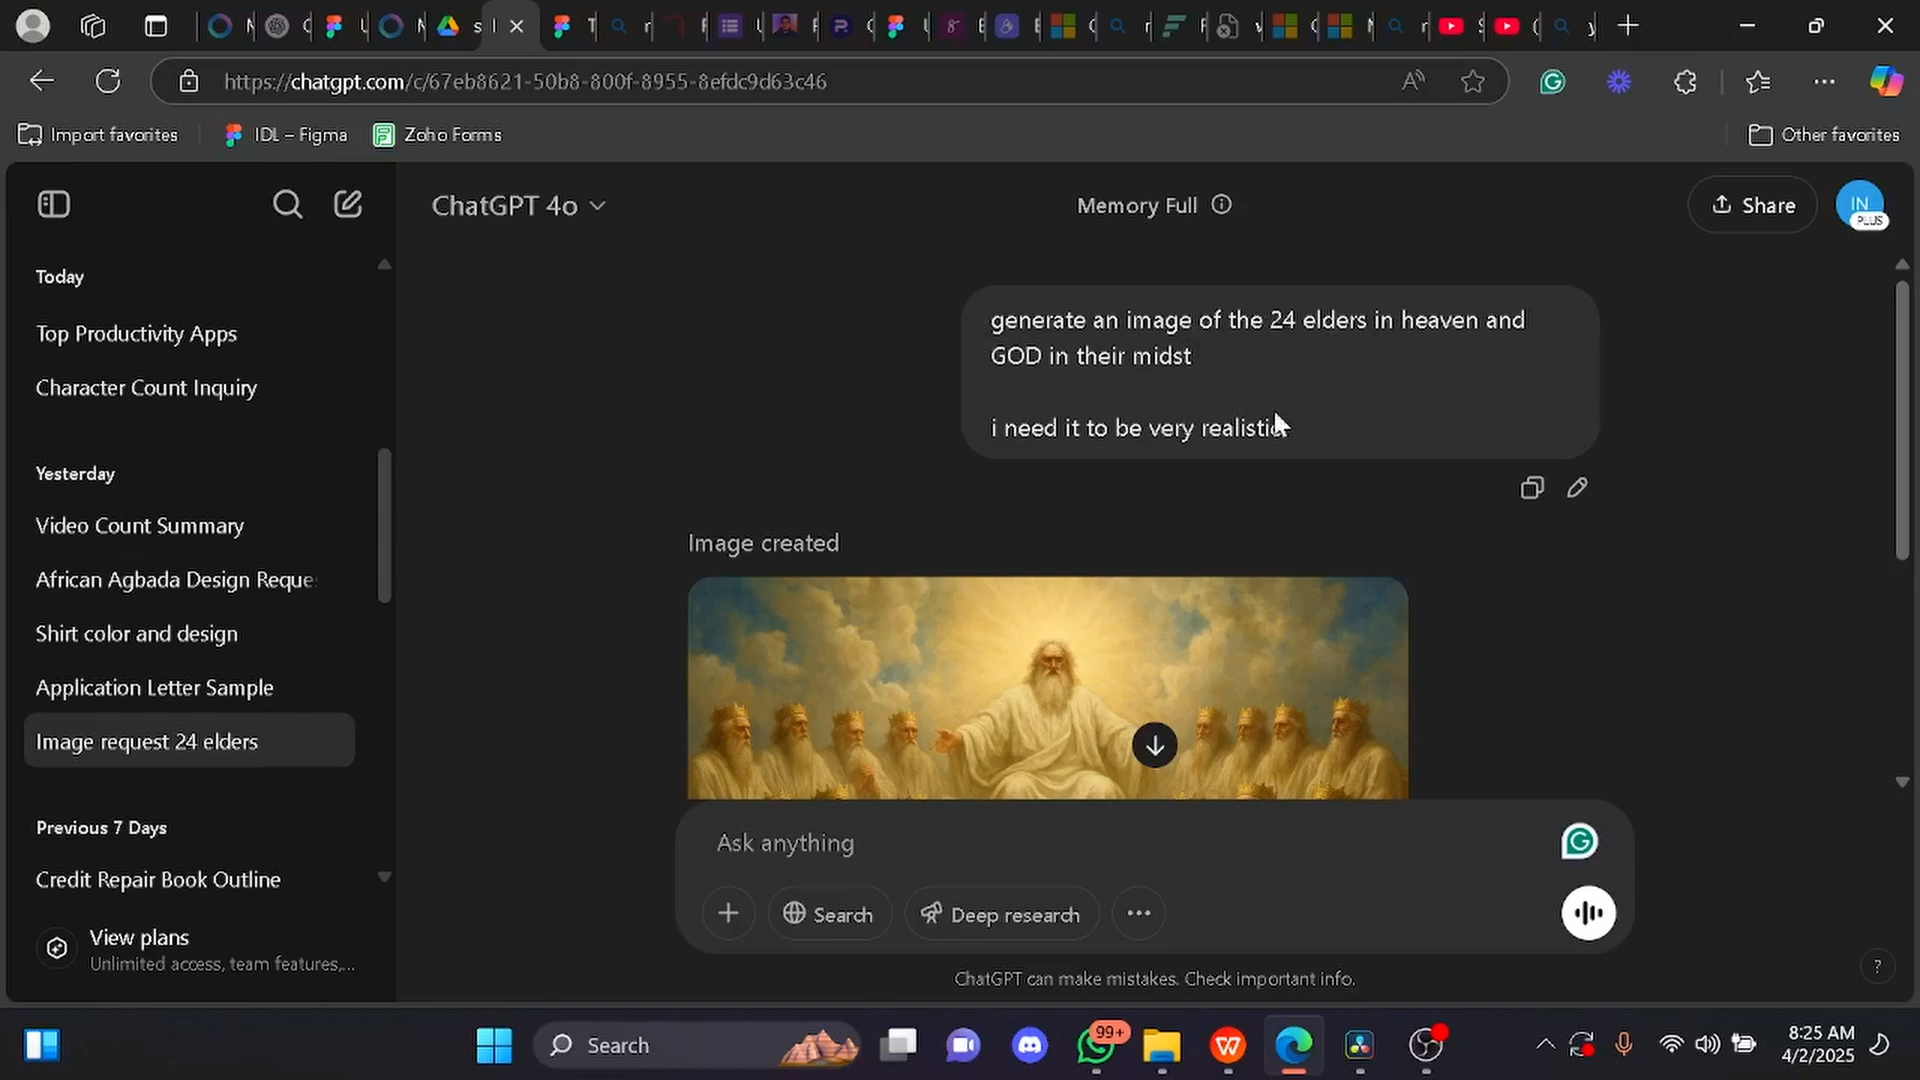 https://chatgpt.com/c/67eb8621-50b8-800f-8955-8efdc9d63c46
Import favorites
IDL – Figma
Zoho Forms
Other favorites
ChatGPT 4o
Memory Full
Share
IN
PLUS
Today
Top Productivity Apps
Character Count Inquiry
Yesterday
Video Count Summary
African Agbada Design Reque
Shirt color and design
Application Letter Sample
Image request 24 elders
Previous 7 Days
Credit Repair Book Outline
View plans
Unlimited access, team features,...
generate an image of the 24 elders in heaven and
GOD in their midst
i need it to be very realistic
Image created
Ask anything
Search
Deep research
ChatGPT can make mistakes. Check important info.
?
Search
99+
8:25 AM
4/2/2025